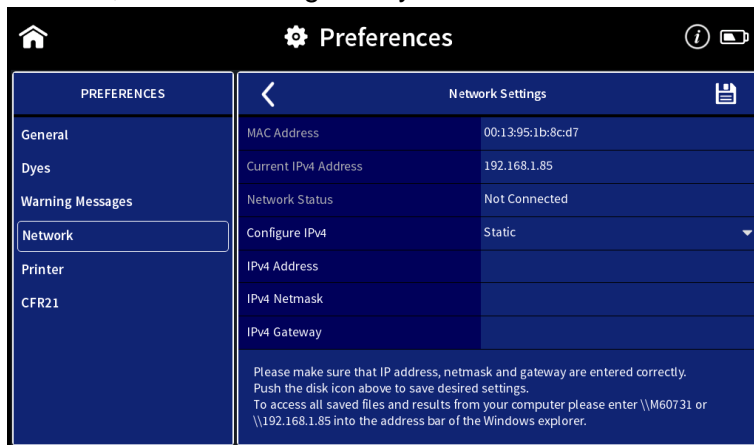 Preferences
i
PREFERENCES
General
Dyes
Warning Messages
Network
Printer
CFR21
Network Settings
MAC Address 00:13:95:1b:8c:d7
Current IPv4 Address 192.168.1.85
Network Status Not Connected
Configure IPv4 Static
IPv4 Address
IPv4 Netmask
IPv4 Gateway
Please make sure that IP address, netmask and gateway are entered correctly.
Push the disk icon above to save desired settings.
To access all saved files and results from your computer please enter \\M60731 or
\\192.168.1.85 into the address bar of the Windows explorer.